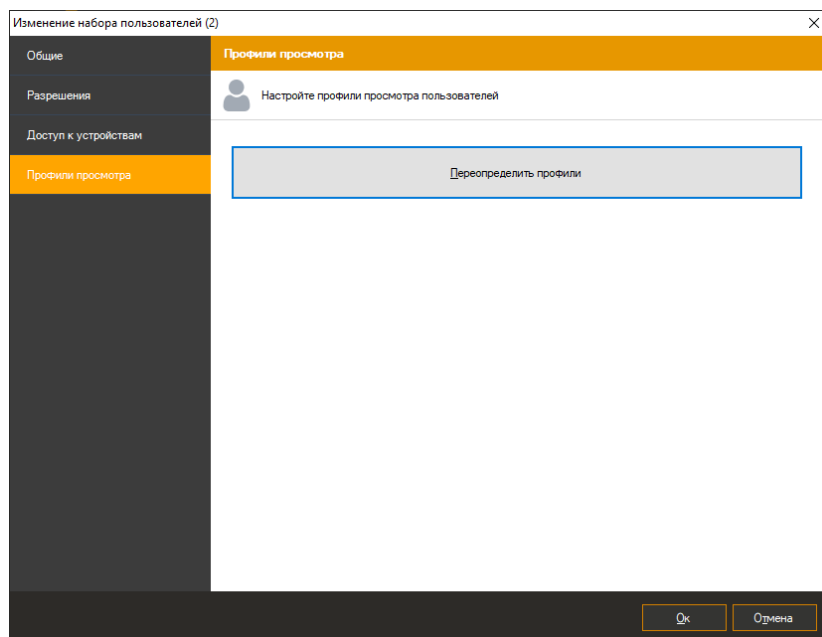 Изменение набора пользователей (2)
Общие
Разрешения
Доступ к устройствам
Профили просмотра
Профили просмотра
Настройте профили просмотра пользователей
Переопределить профили
Ок
Отмена